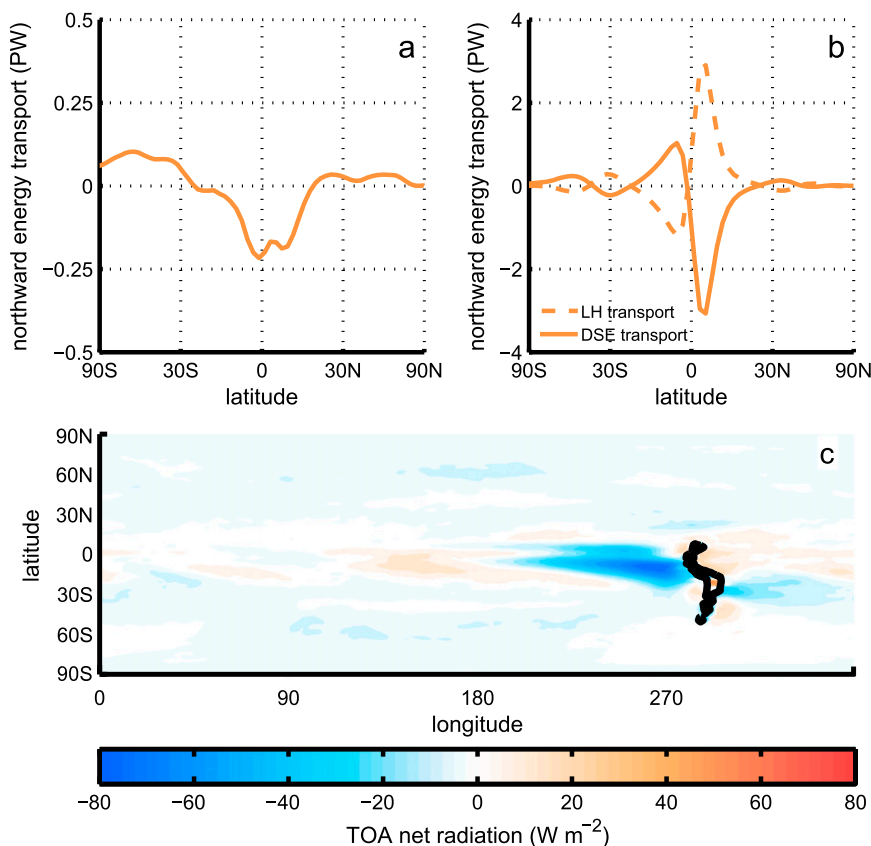 0.5
0.25
0
−0.25
−0.5
90S 30S 0 30N 90N
latitude
northward energy transport (PW)
a
4
2
0
−2
−4
90S 30S 0 30N 90N
latitude
northward energy transport (PW)
b
LH transport
DSE transport
90N
60N
30N
0
30S
60S
90S
latitude
c
0 90 180 270
longitude
−80 −60 −40 −20 0 20 40 60 80
TOA net radiation (W m−2)